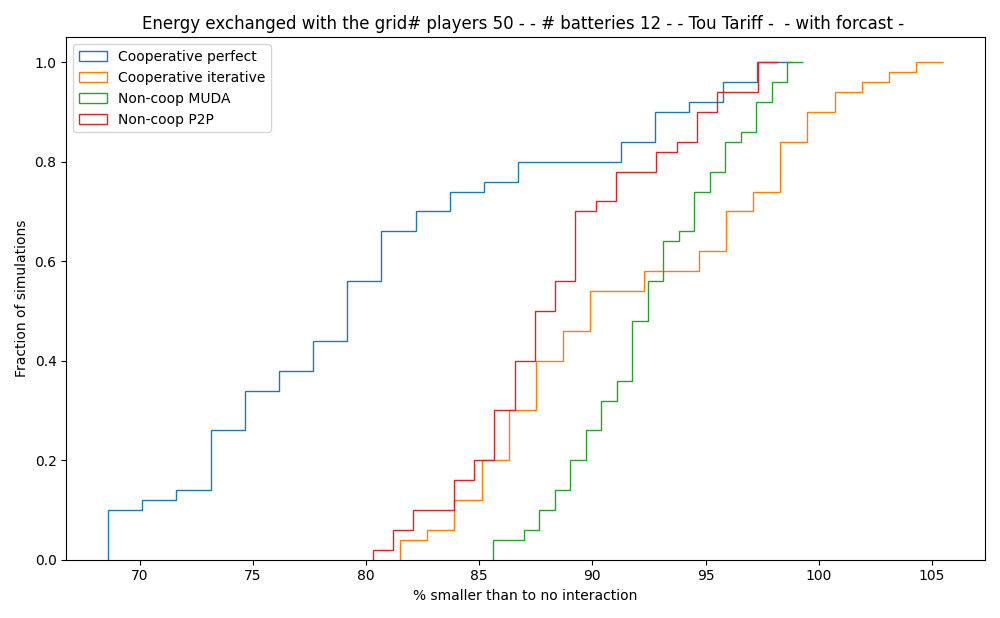 Energy exchanged with the grid# players 50 - - # batteries 12 - - Tou Tariff -  - with forcast -
Cooperative perfect
Cooperative iterative
Non-coop MUDA
Non-coop P2P
1.0
0.8
0.6
0.4
0.2
0.0
Fraction of simulations
70 75 80 85 90 95 100 105
% smaller than to no interaction